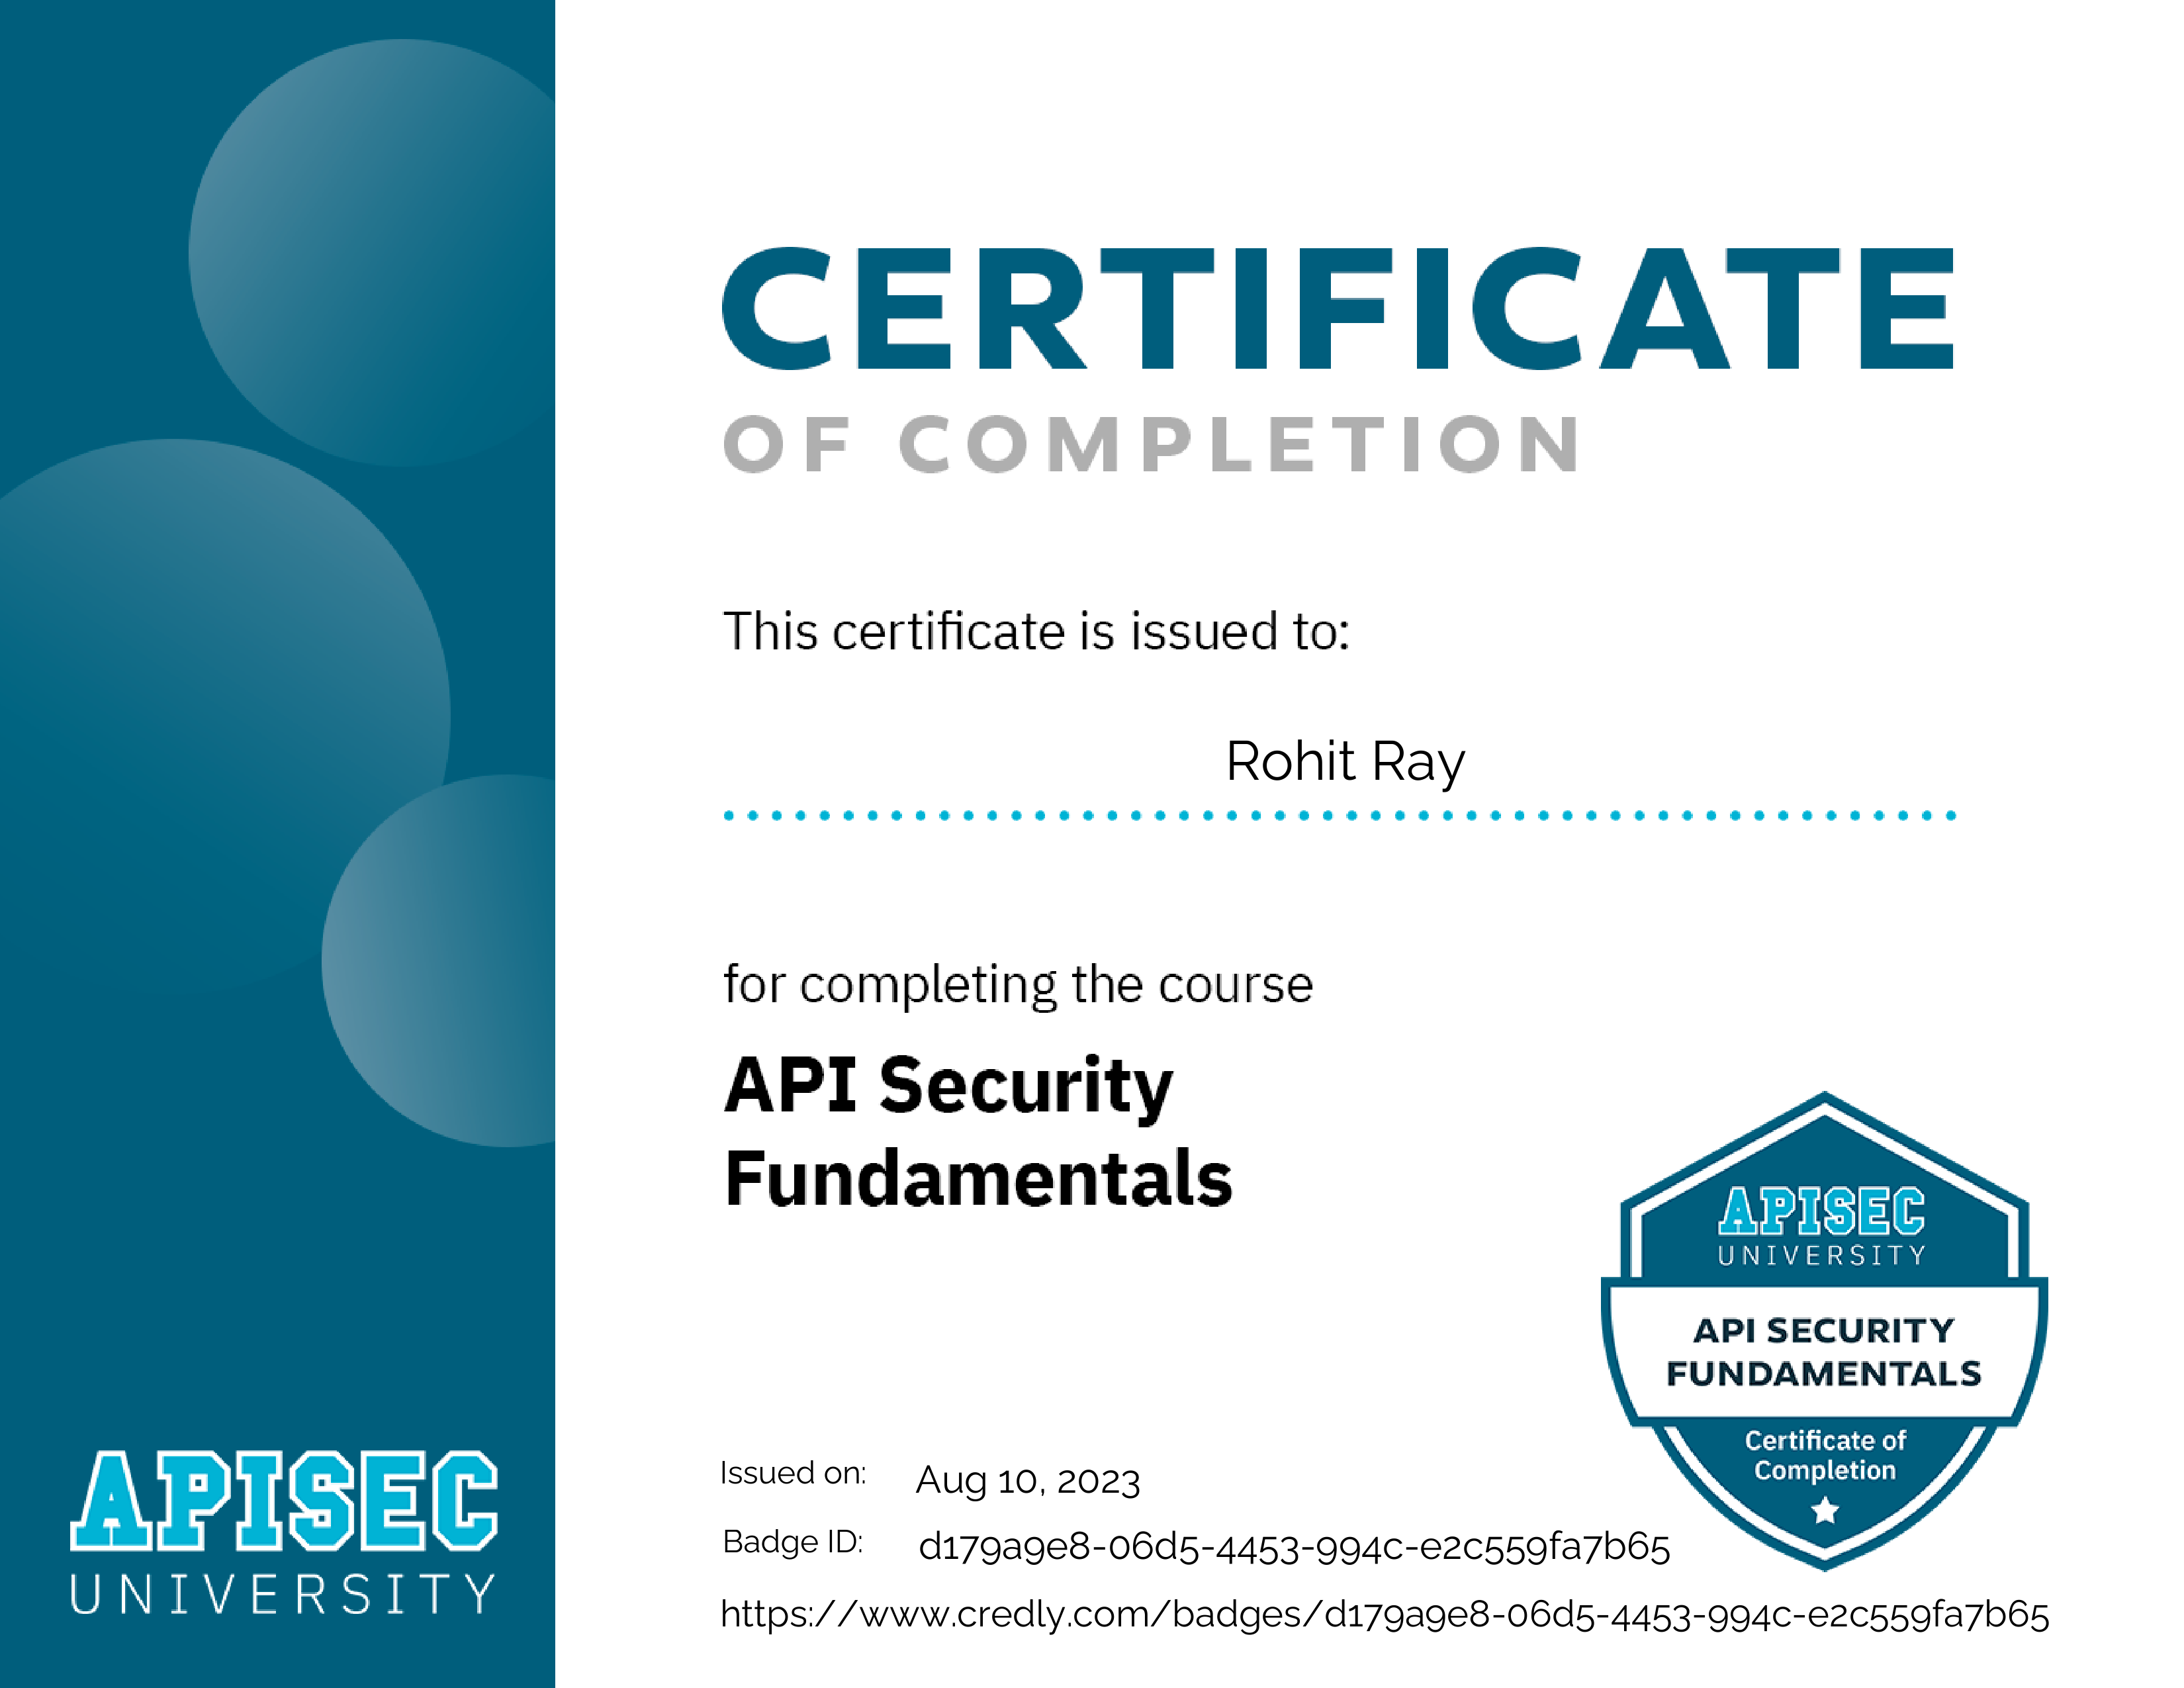 CERTIFICATE
OF COMPLETION
This certificate is issued to:
Rohit Ray
for completing the course
API Security
Fundamentals
APISEC
UNIVERSITY
API SECURITY
FUNDAMENTALS
Certificate of
Completion
Issued on: Aug 10, 2023
Badge ID: d179a9e8-06d5-4453-994c-e2c559fa7b65
https://www.credly.com/badges/d179a9e8-06d5-4453-994c-e2c559fa7b65
APISEC
UNIVERSITY